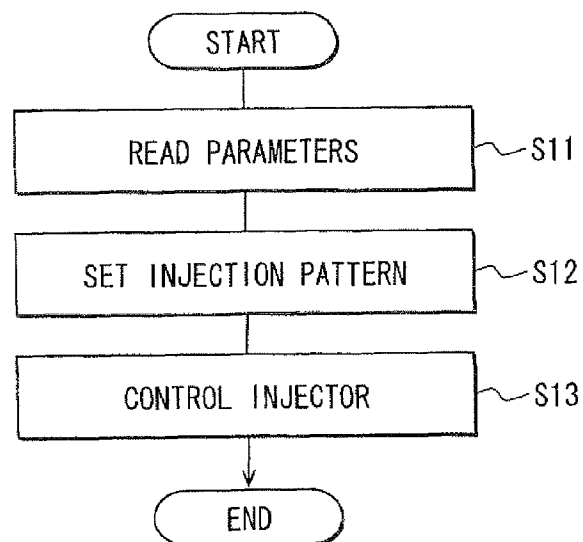 START
READ PARAMETERS
S11
SET INJECTION PATTERN
S12
CONTROL INJECTOR
S13
END